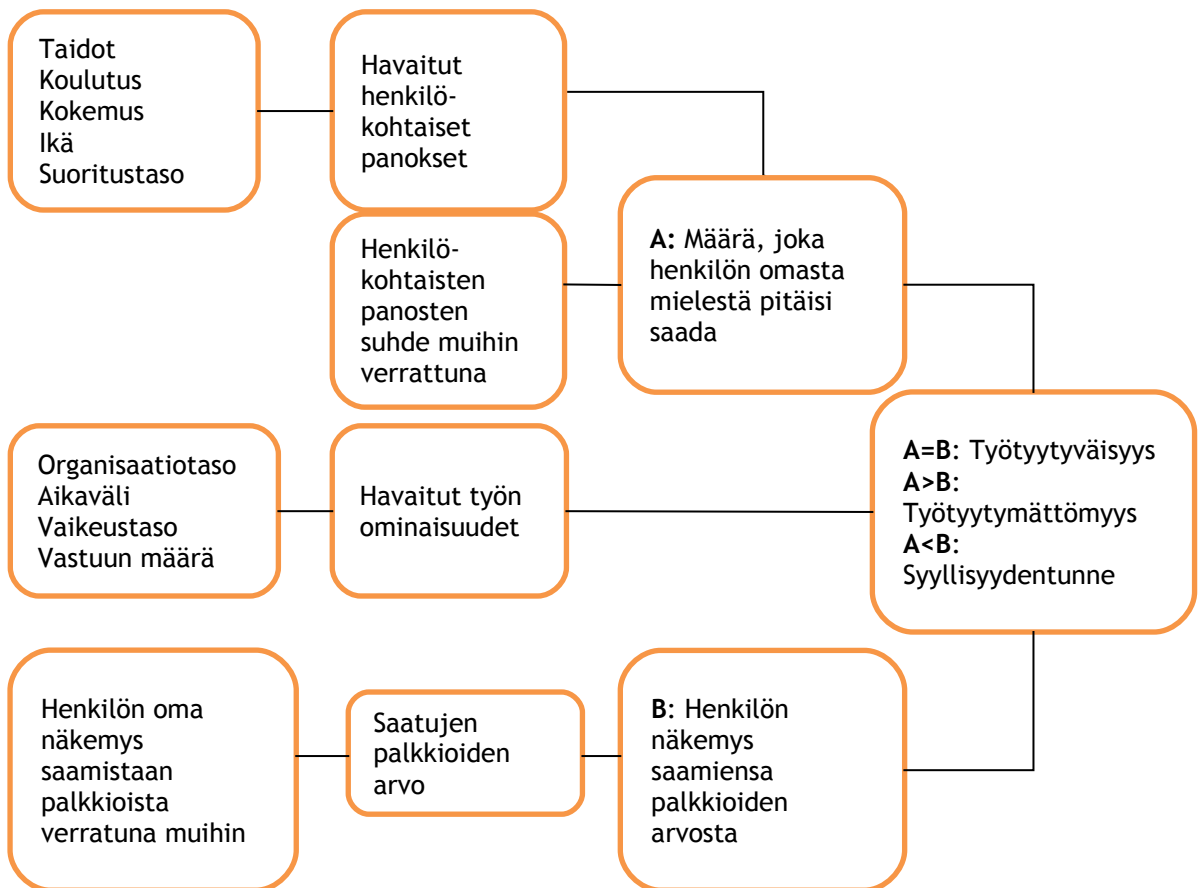 Taidot
Koulutus
Kokemus
Ikä
Suoritustaso
Havaitut
henkilö-
kohtaiset
panokset
Henkilö-
kohtaisten
panosten
suhde muihin
verrattuna
A: Määrä, joka
henkilön omasta
mielestä pitäisi
saada
Organisaatiotaso
Aikaväli
Vaikeustaso
Vastuun määrä
Havaitut työn
ominaisuudet
A=B: Työtyytyväisyys
A>B:
Työtyytymättömyys
A<B:
Syyllisyydentunne
Henkilön oma
näkemys
saamistaan
palkkioista
verratuna muihin
Saatujen
palkkioiden
arvo
B: Henkilön
näkemys
saamiensa
palkkioiden
arvosta